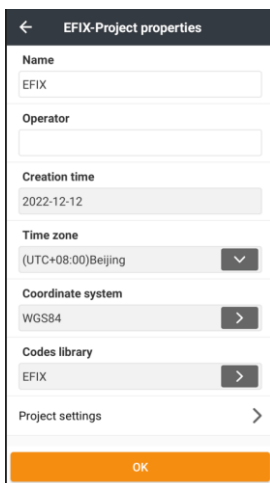 EFIX-Project properties
Name
EFIX
Operator
Creation time
2022-12-12
Time zone
(UTC+08:00)Beijing
Coordinate system
WGS84
Codes library
EFIX
Project settings
OK